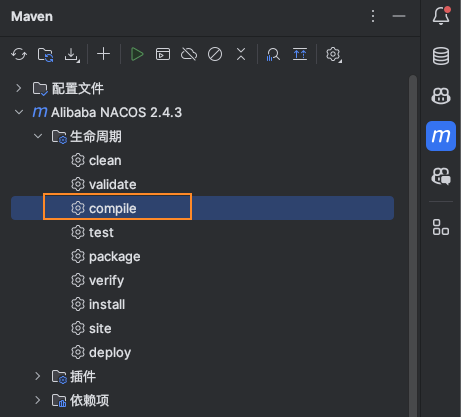 Maven
配置文件
m Alibaba NACOS 2.4.3
生命周期
clean
validate
compile
test
package
verify
install
site
deploy
插件
依赖项
m